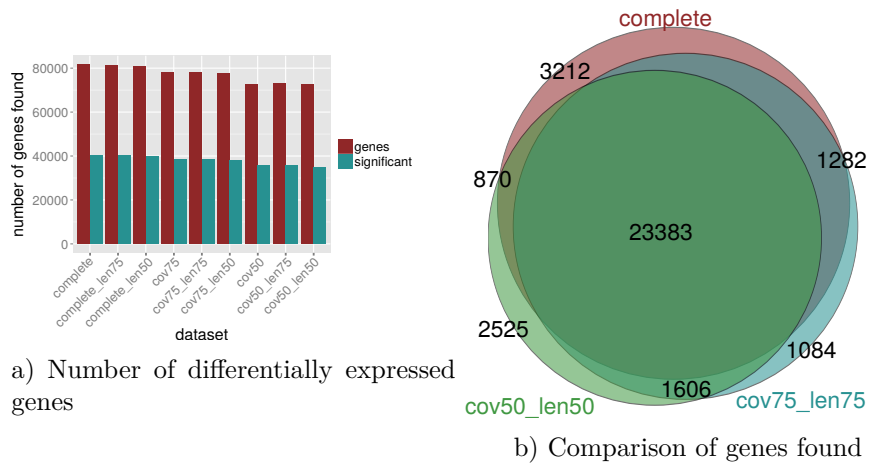 number of genes found
80000
60000
40000
20000
0
complete
complete_len75
complete_len50
cov75
cov75_len75
cov75_len50
cov50
cov50_len75
cov50_len50
dataset
genes
significant
a) Number of differentially expressed
genes
complete
3212
1282
870
23383
2525
1084
1606
cov50_len50
cov75_len75
b) Comparison of genes found